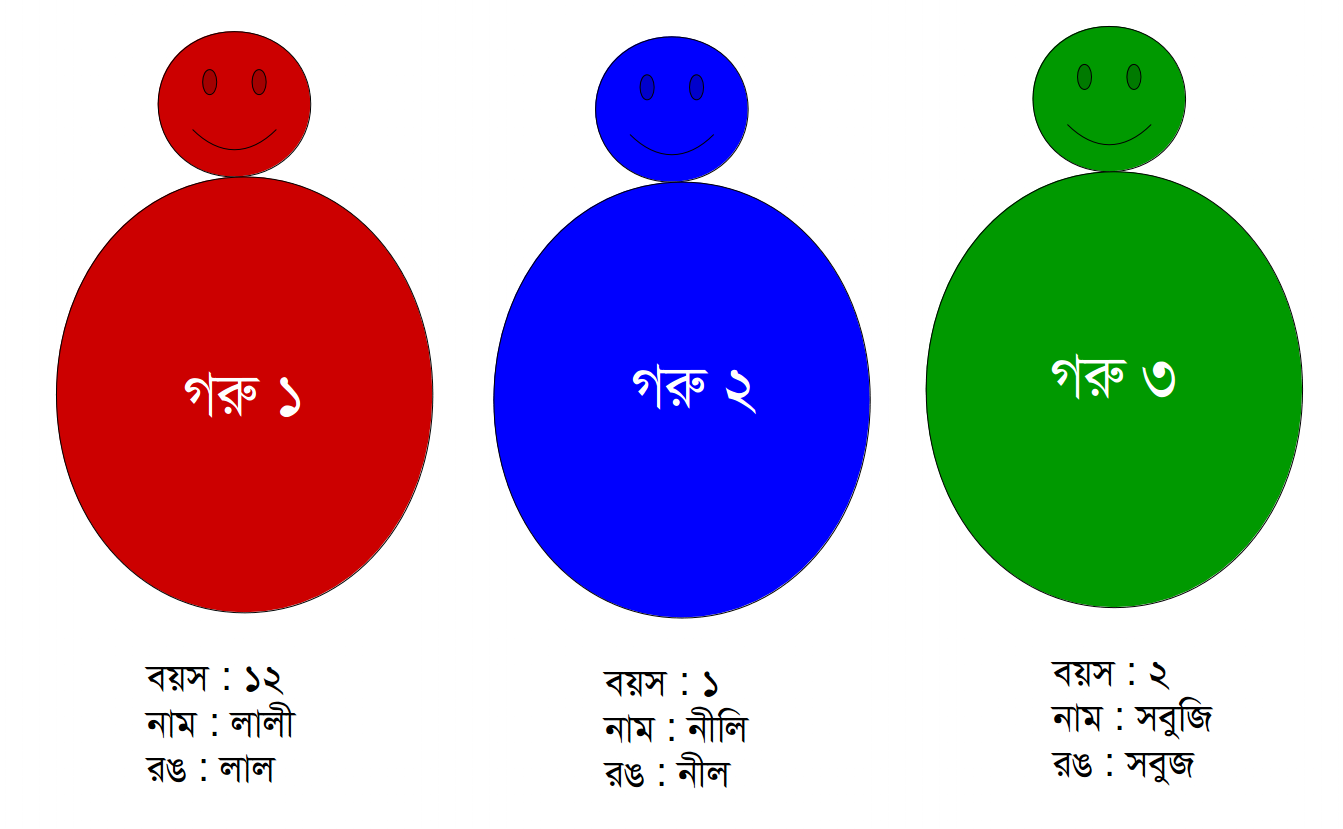 গরু ১
বয়স : ১২
নাম : লালী
রঙ : লাল
গরু ২
বয়স : ১
নাম : নীলি
রঙ : নীল
গরু ৩
বয়স : ২
নাম : সবুজি
রঙ : সবুজ